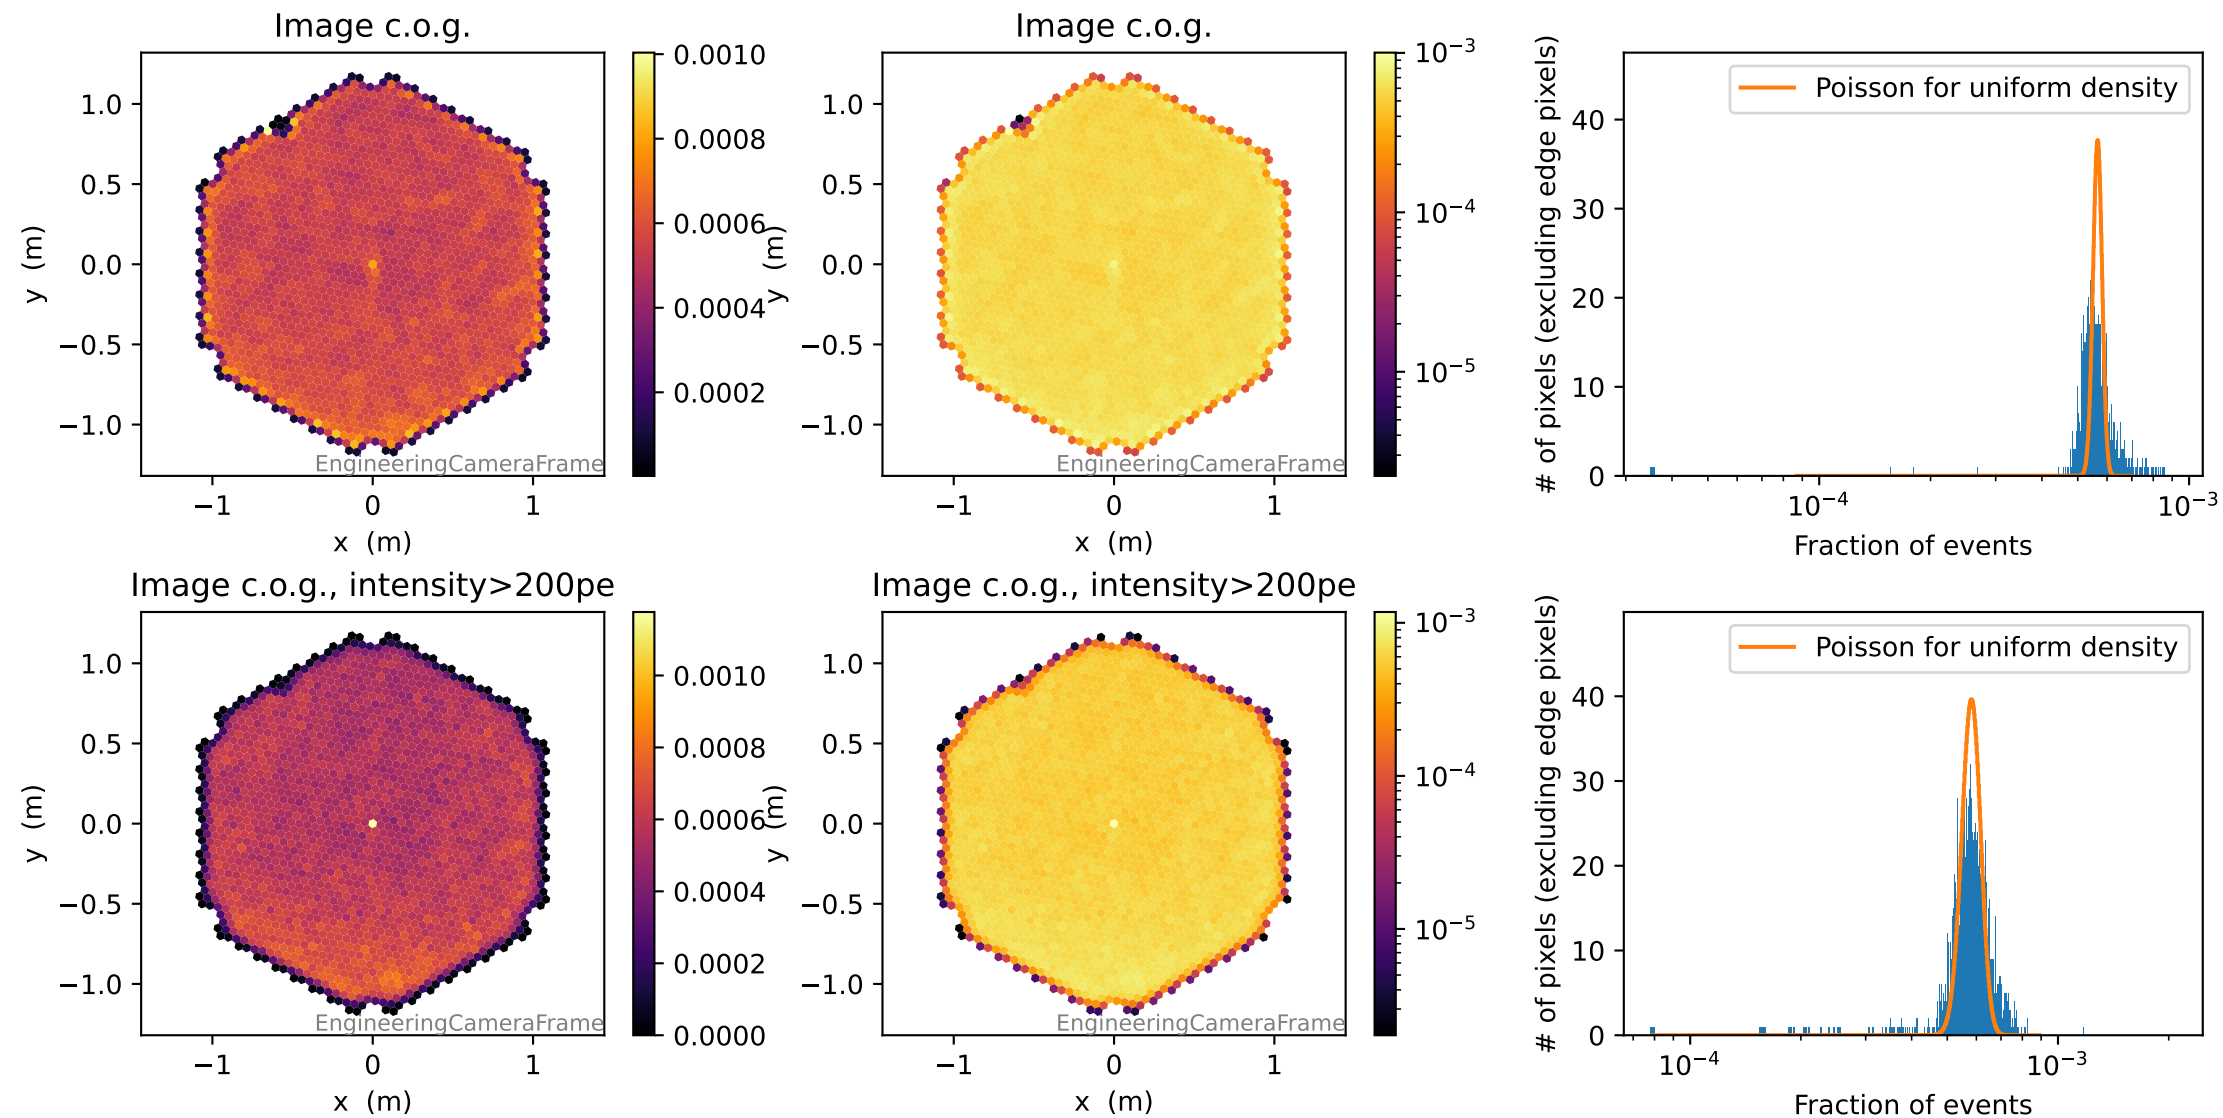 Image c.o.g.
1.0
0.5
0.0
−0.5
−1.0
y (m)
−1
0
1
x (m)
EngineeringCameraFrame
0.0010
0.0008
0.0006
0.0004
0.0002
Image c.o.g.
1.0
0.5
0.0
−0.5
−1.0
y (m)
−1
0
1
x (m)
EngineeringCameraFrame
10−3
10−4
10−5
Poisson for uniform density
40
30
20
10
0
# of pixels (excluding edge pixels)
10−4
10−3
Fraction of events
Image c.o.g., intensity>200pe
1.0
0.5
0.0
−0.5
−1.0
y (m)
−1
0
1
x (m)
EngineeringCameraFrame
0.0010
0.0008
0.0006
0.0004
0.0002
0.0000
Image c.o.g., intensity>200pe
1.0
0.5
0.0
−0.5
−1.0
y (m)
−1
0
1
x (m)
EngineeringCameraFrame
10−3
10−4
10−5
Poisson for uniform density
40
30
20
10
0
# of pixels (excluding edge pixels)
10−4
10−3
Fraction of events